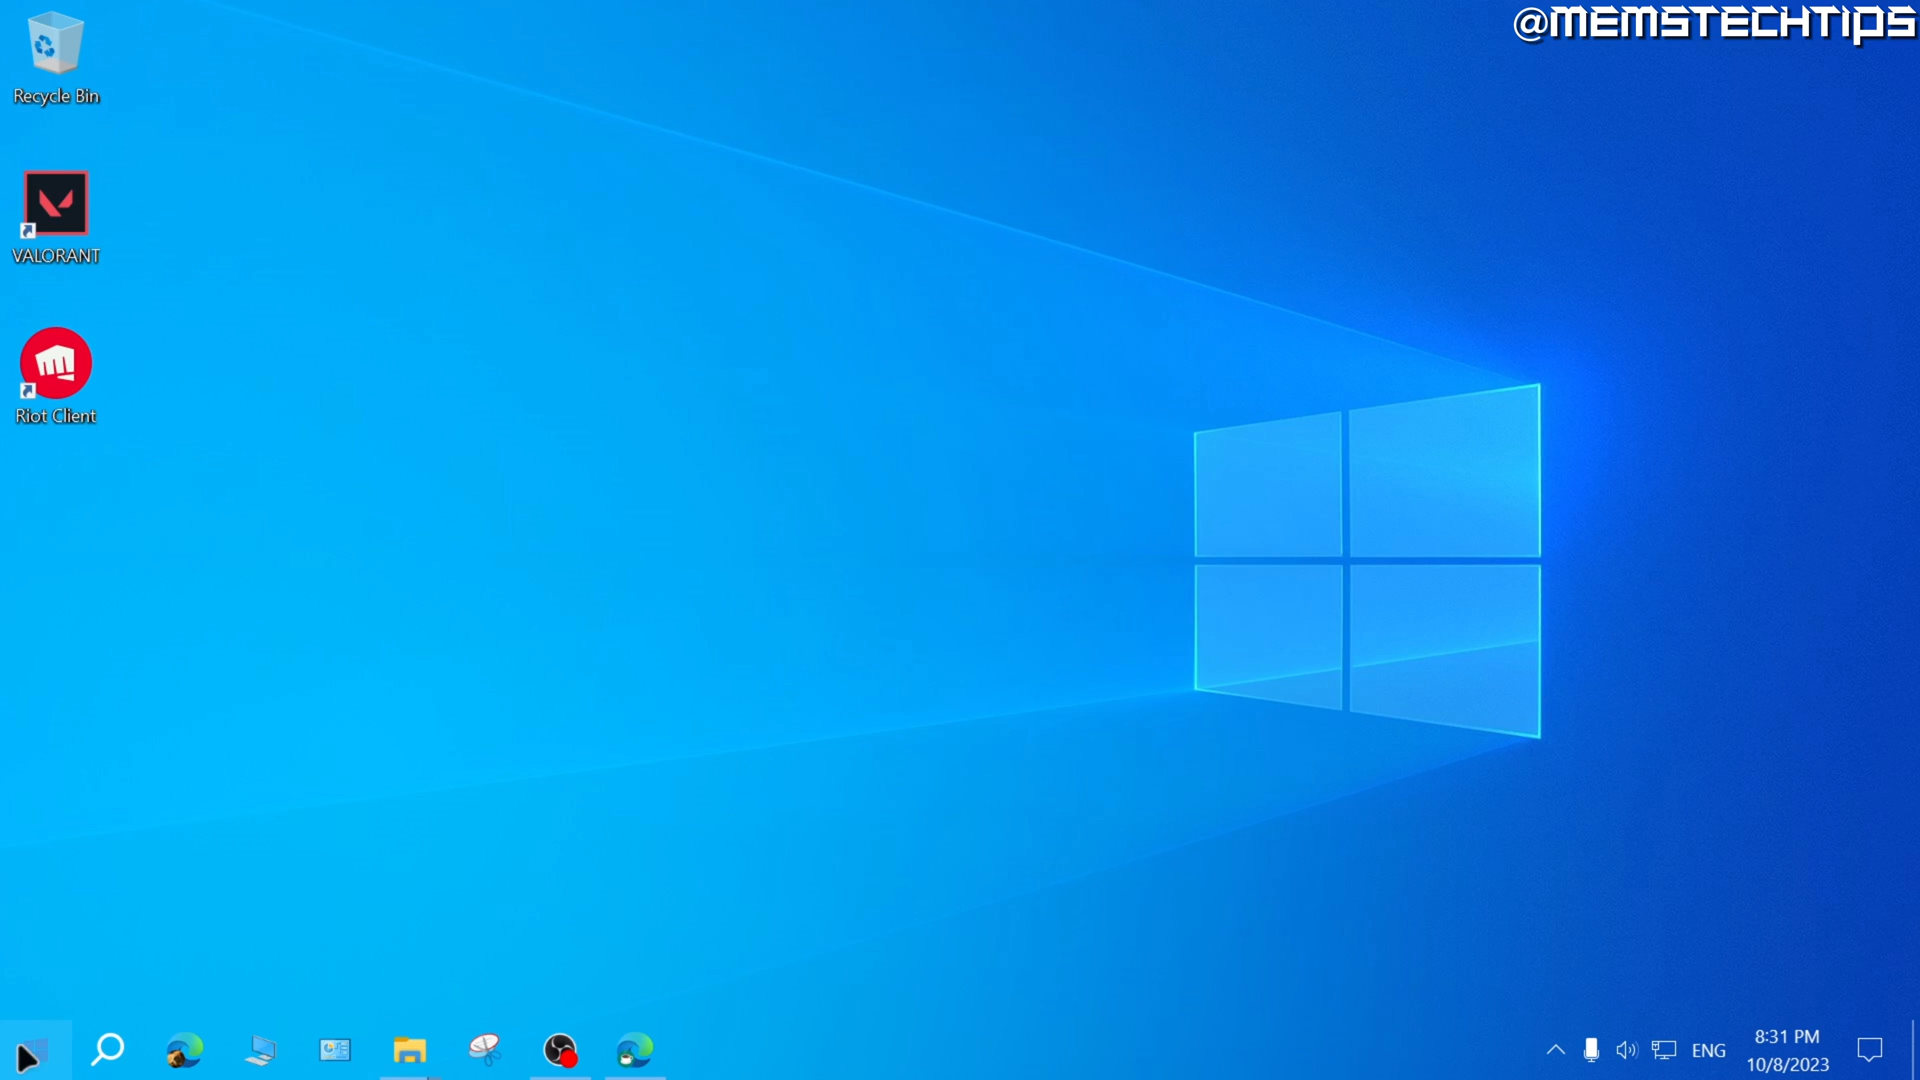 @MEMSTECHTIPS
Recycle Bin
VALORANT
Riot Client
ENG
8:31 PM
10/8/2023